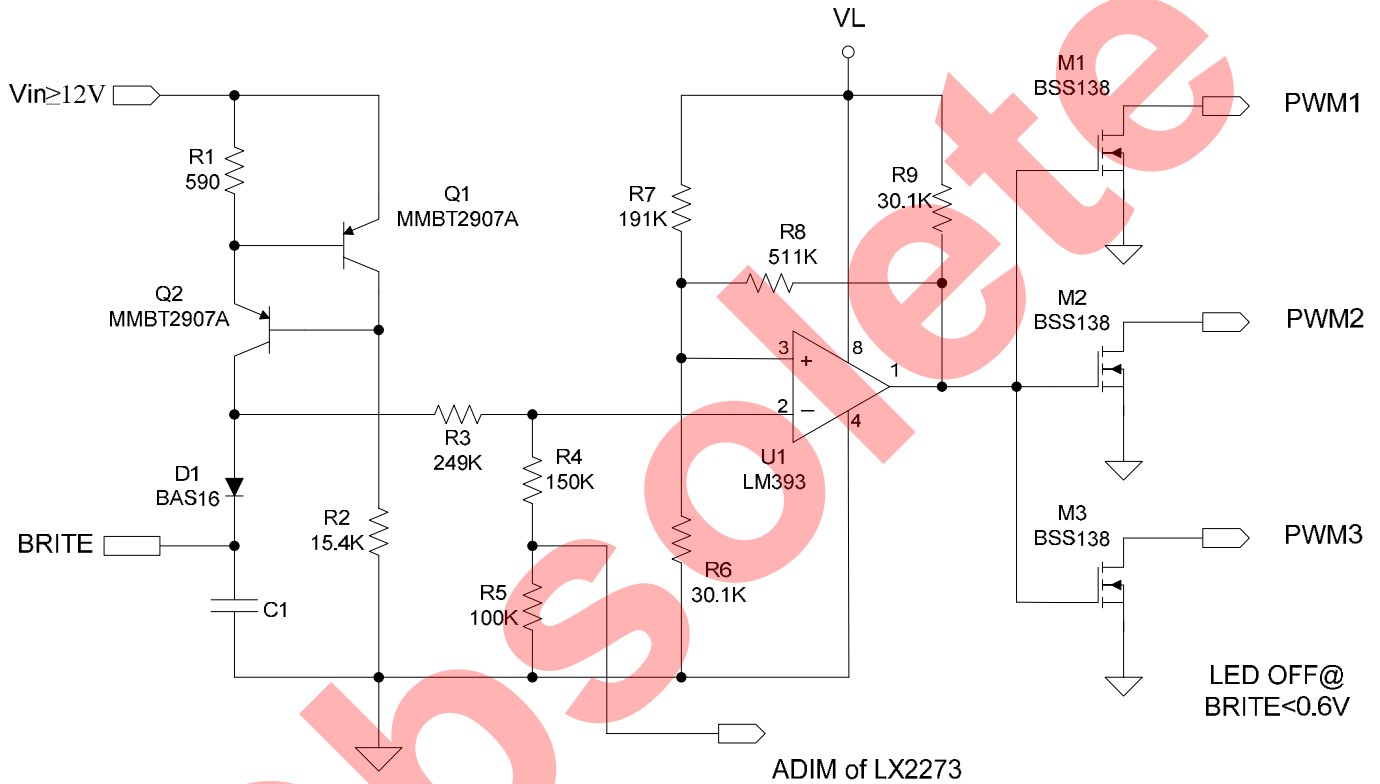 VL
Vin≥12V
M1
BSS138
PWM1
R1
590
Q1
MMBT2907A
R7
191K
R9
30.1K
R8
511K
Q2
MMBT2907A
M2
BSS138
PWM2
3
+
8
1
2
–
4
U1
LM393
R3
249K
R4
150K
D1
BAS16
BRITE
R2
15.4K
M3
BSS138
PWM3
R6
30.1K
R5
100K
C1
LED OFF@
BRITE<0.6V
ADIM of LX2273
bsolete